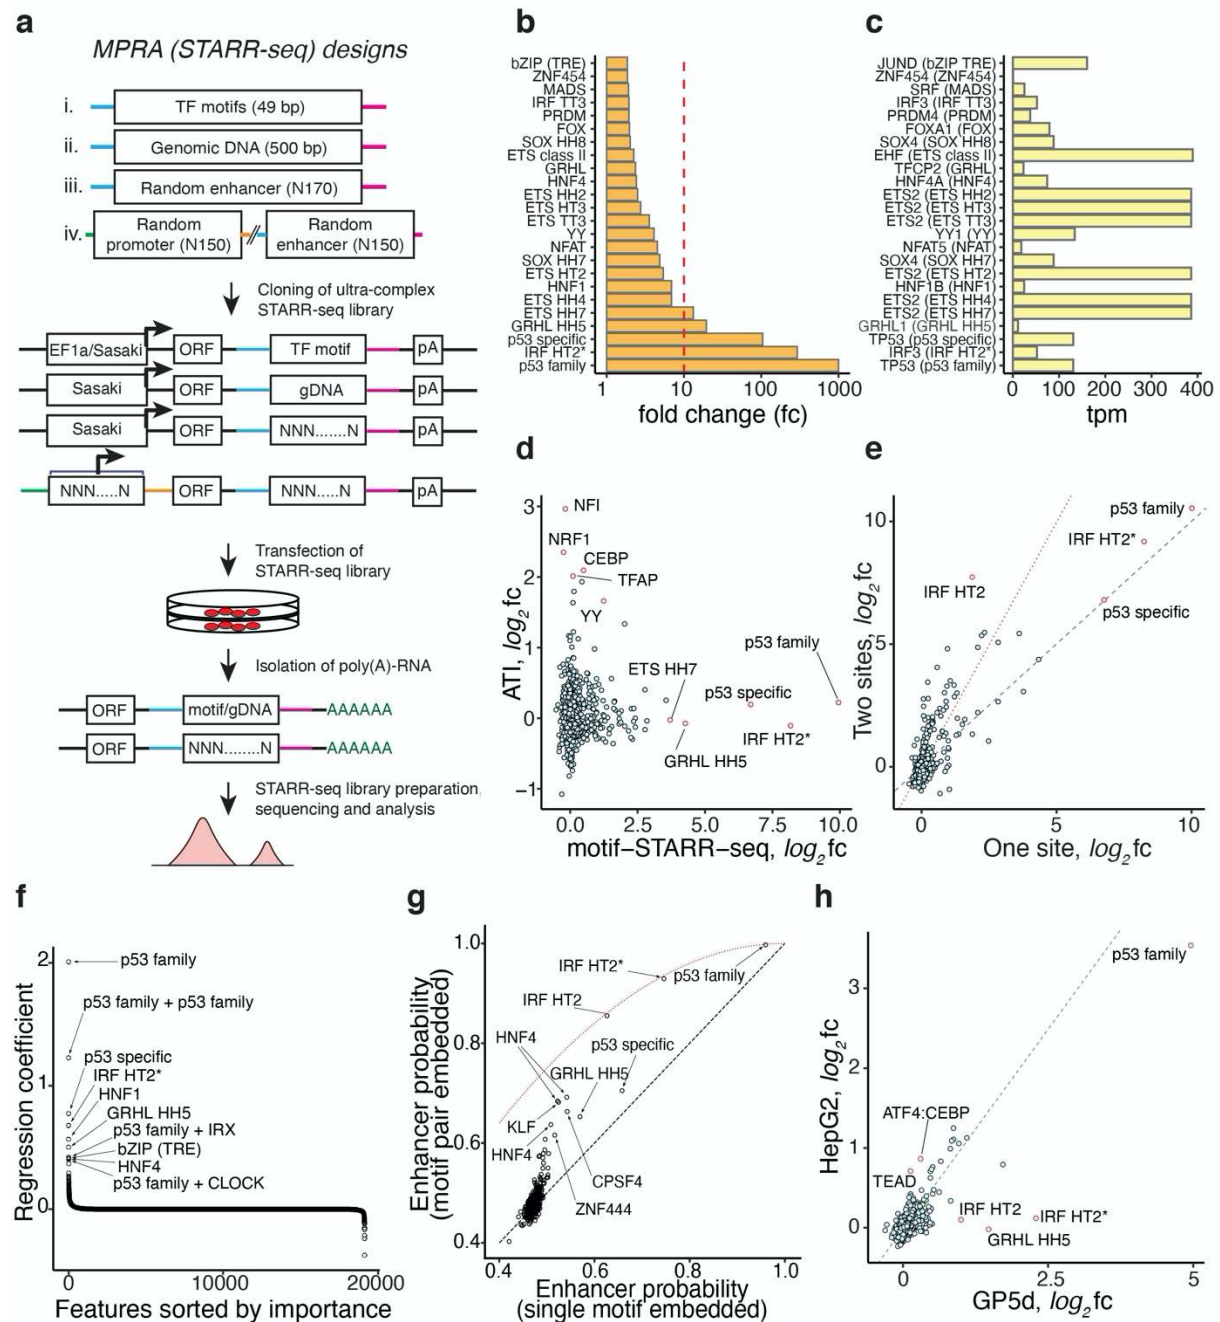 a
MPRA (STARR-seq) designs
i. TF motifs (49 bp)
ii. Genomic DNA (500 bp)
iii. Random enhancer (N170)
iv. Random promoter (N150) // Random enhancer (N150)
Cloning of ultra-complex
STARR-seq library
EF1a/Sasaki ORF TF motif pA
Sasaki ORF gDNA pA
Sasaki ORF NNN.......N pA
NNN.....N ORF NNN.....N pA
Transfection of
STARR-seq library
Isolation of poly(A)-RNA
ORF motif/gDNA AAAAAA
ORF NNN........N AAAAAA
STARR-seq library preparation,
sequencing and analysis
b
bZIP (TRE)
ZNF454
MADS
IRF TT3
PRDM
FOX
SOX HH8
ETS class II
GRHL
HNF4
ETS HH2
ETS HT3
ETS TT3
YY
NFAT
SOX HH7
ETS HT2
HNF1
ETS HH4
ETS HH7
GRHL HH5
p53 specific
IRF HT2*
p53 family
1 10 100 1000
fold change (fc)
c
JUND (bZIP TRE)
ZNF454 (ZNF454)
SRF (MADS)
IRF3 (IRF TT3)
PRDM4 (PRDM)
FOXA1 (FOX)
SOX4 (SOX HH8)
EHF (ETS class II)
TFCP2 (GRHL)
HNF4A (HNF4)
ETS2 (ETS HH2)
ETS2 (ETS HT3)
ETS2 (ETS TT3)
YY1 (YY)
NFAT5 (NFAT)
SOX4 (SOX HH7)
ETS2 (ETS HT2)
HNF1B (HNF1)
ETS2 (ETS HH4)
ETS2 (ETS HH7)
GRHL1 (GRHL HH5)
TP53 (p53 specific)
IRF3 (IRF HT2*)
TP53 (p53 family)
0 100 200 300 400
tpm
d
ATI, log2fc
3
2
1
0
−1
NFI
NRF1
CEBP
TFAP
YY
p53 family
ETS HH7
p53 specific
IRF HT2*
GRHL HH5
0.0 2.5 5.0 7.5 10.0
motif−STARR−seq, log2fc
e
Two sites, log2fc
10
5
0
p53 family
IRF HT2*
IRF HT2
p53 specific
0 5 10
One site, log2fc
f
Regression coefficient
2
1
0
p53 family
p53 family + p53 family
p53 specific
IRF HT2*
HNF1
GRHL HH5
p53 family + IRX
bZIP (TRE)
HNF4
p53 family + CLOCK
0 10000 20000
Features sorted by importance
g
Enhancer probability
(motif pair embedded)
1.0
0.8
0.6
0.4
IRF HT2*
p53 family
IRF HT2
HNF4
p53 specific
GRHL HH5
KLF
HNF4
CPSF4
ZNF444
0.4 0.6 0.8 1.0
Enhancer probability
(single motif embedded)
h
HepG2, log2fc
3
2
1
0
p53 family
ATF4:CEBP
TEAD
IRF HT2
IRF HT2*
GRHL HH5
0 2.5 5
GP5d, log2fc